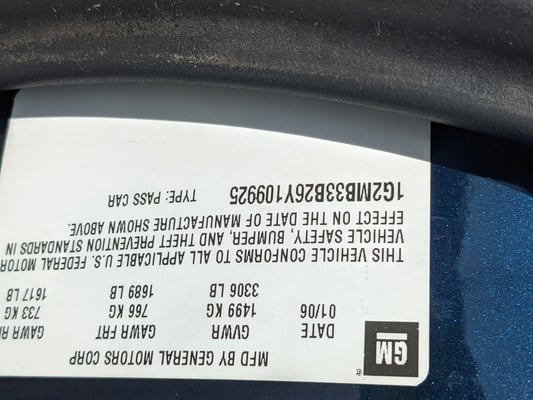 GM
MFD BY GENERAL MOTORS CORP
DATE GVWR GAWR FRT GAWR R
01/06 1499 KG 766 KG 733 KG
3306 LB 1689 LB 1617 LB
THIS VEHICLE CONFORMS TO ALL APPLICABLE U.S. FEDERAL MOTOR
VEHICLE SAFETY, BUMPER, AND THEFT PREVENTION STANDARDS IN
EFFECT ON THE DATE OF MANUFACTURE SHOWN ABOVE.
1G2MB33B26Y109925 TYPE: PASS CAR